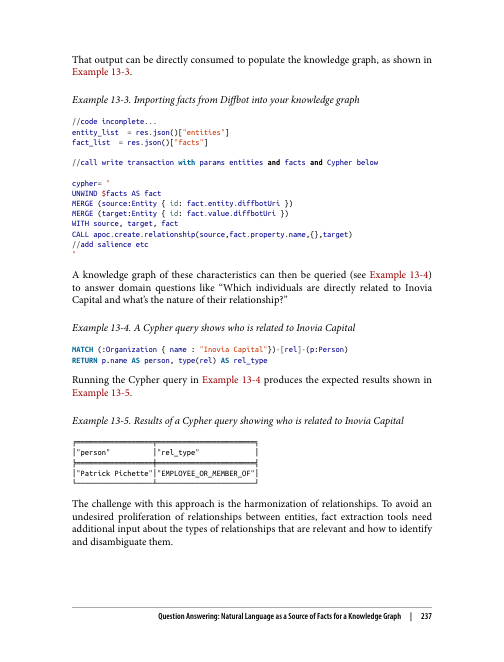 That output can be directly consumed to populate the knowledge graph, as shown in
Example 13-3.
Example 13-3. Importing facts from Diffbot into your knowledge graph
//code incomplete...
entity_list  = res.json()["entities"]
fact_list  = res.json()["facts"]
//call write transaction with params entities and facts and Cypher below
cypher= "
UNWIND $facts AS fact
MERGE (source:Entity { id: fact.entity.diffbotUri })
MERGE (target:Entity { id: fact.value.diffbotUri })
WITH source, target, fact
CALL apoc.create.relationship(source,fact.property.name,{},target)
//add salience etc
"
A knowledge graph of these characteristics can then be queried (see Example 13-4)
to answer domain questions like “Which individuals are directly related to Inovia
Capital and what’s the nature of their relationship?”
Example 13-4. A Cypher query shows who is related to Inovia Capital
MATCH (:Organization { name : "Inovia Capital"})-[rel]-(p:Person)
RETURN p.name AS person, type(rel) AS rel_type
Running the Cypher query in Example 13-4 produces the expected results shown in
Example 13-5.
Example 13-5. Results of a Cypher query showing who is related to Inovia Capital
"person" "rel_type"
"Patrick Pichette" "EMPLOYEE_OR_MEMBER_OF"
The challenge with this approach is the harmonization of relationships. To avoid an
undesired proliferation of relationships between entities, fact extraction tools need
additional input about the types of relationships that are relevant and how to identify
and disambiguate them.
Question Answering: Natural Language as a Source of Facts for a Knowledge Graph | 237